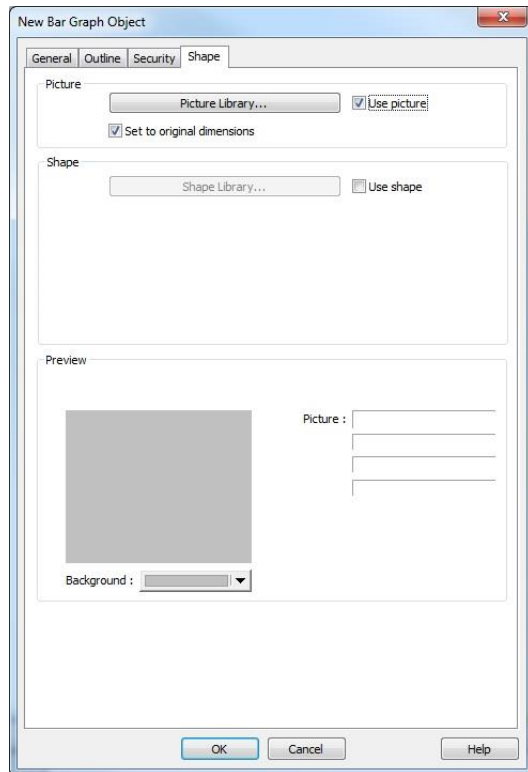 New Bar Graph Object
General Outline Security Shape
Picture
Picture Library... Use picture
Set to original dimensions
Shape
Shape Library... Use shape
Preview
Picture :
Background :
OK Cancel Help